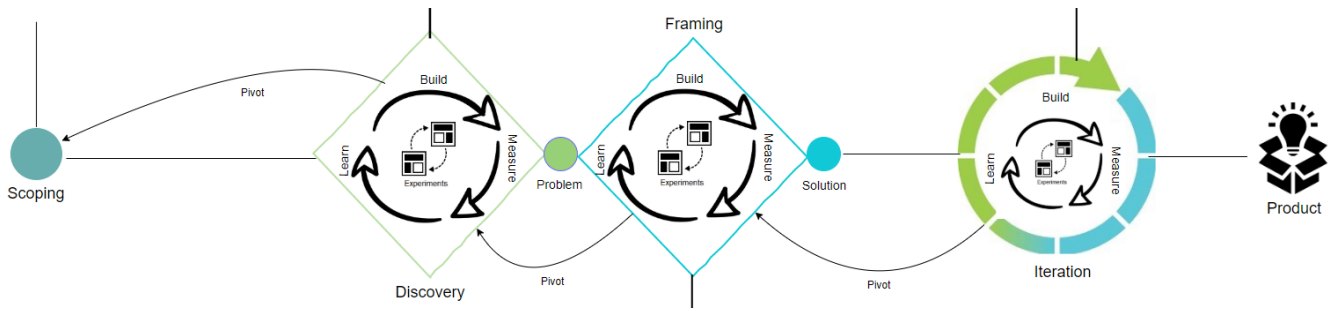 Scoping
Pivot
Build
Measure
Learn
Experiments
Discovery
Pivot
Problem
Framing
Build
Measure
Learn
Experiments
Solution
Pivot
Build
Measure
Learn
Experiments
Iteration
Product